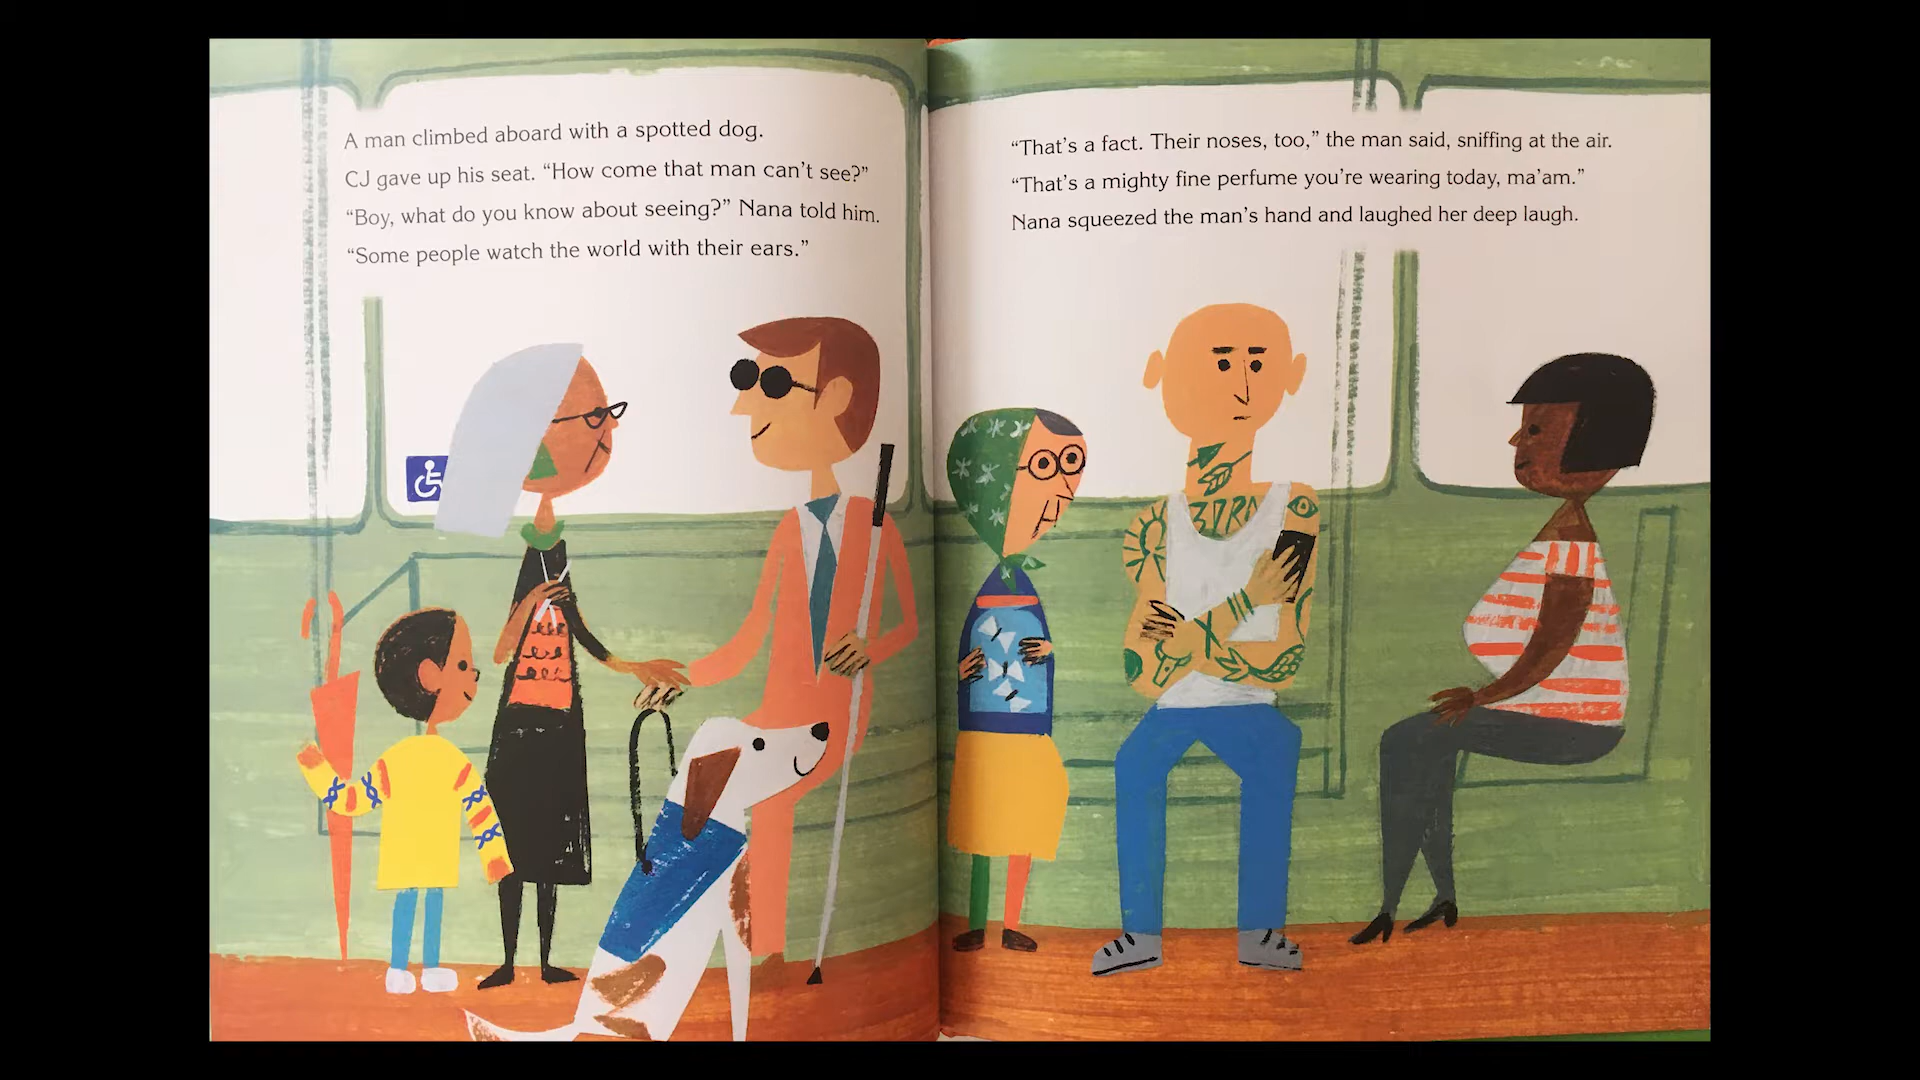 A man climbed aboard with a spotted dog.
CJ gave up his seat. “How come that man can’t see?”
“Boy, what do you know about seeing?” Nana told him.
“Some people watch the world with their ears.”
“That’s a fact. Their noses, too,” the man said, sniffing at the air.
“That’s a mighty fine perfume you’re wearing today, ma’am.”
Nana squeezed the man’s hand and laughed her deep laugh.